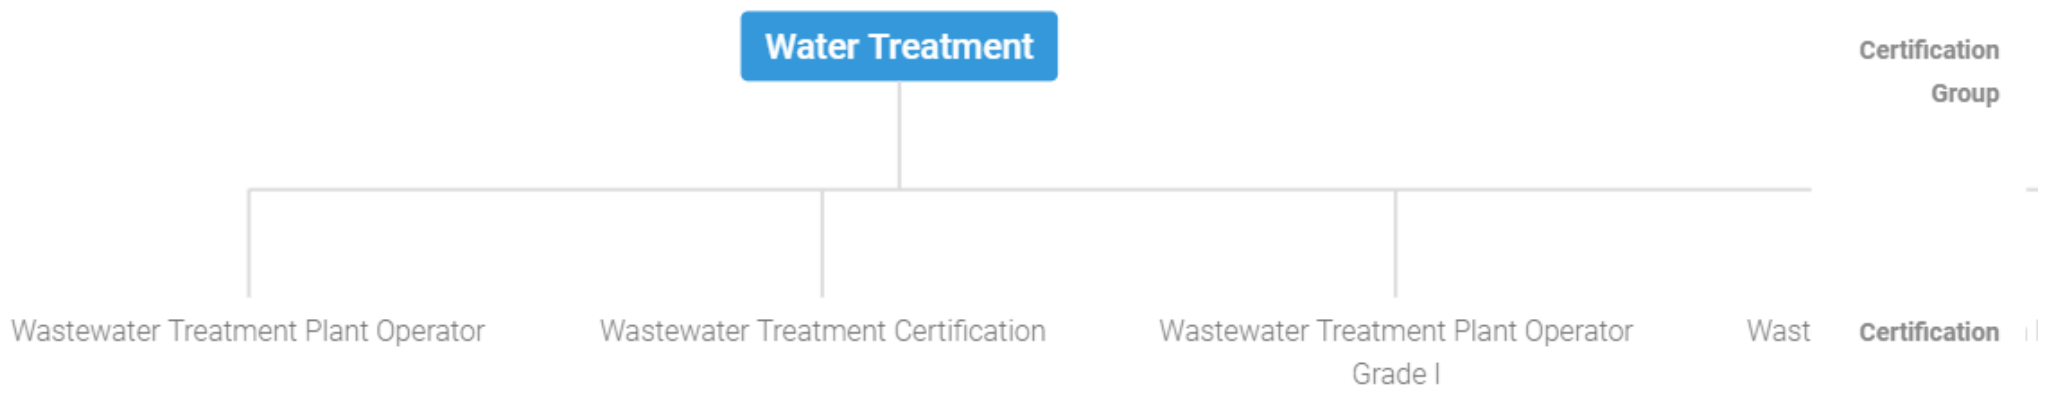 Water Treatment
Certification
Group
Wastewater Treatment Plant Operator
Wastewater Treatment Certification
Wastewater Treatment Plant Operator
Grade I
Wast
Certification